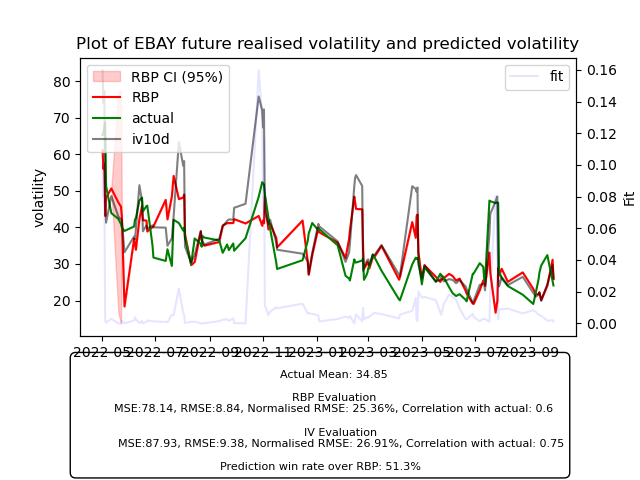 Plot of EBAY future realised volatility and predicted volatility
RBP CI (95%)
RBP
actual
iv10d
fit
volatility
Fit
80
70
60
50
40
30
20
0.16
0.14
0.12
0.10
0.08
0.06
0.04
0.02
0.00
2022-05 2022-07 2022-09 2022-11 2023-01 2023-03 2023-05 2023-07 2023-09
Actual Mean: 34.85
RBP Evaluation
MSE:78.14, RMSE:8.84, Normalised RMSE: 25.36%, Correlation with actual: 0.6
IV Evaluation
MSE:87.93, RMSE:9.38, Normalised RMSE: 26.91%, Correlation with actual: 0.75
Prediction win rate over RBP: 51.3%